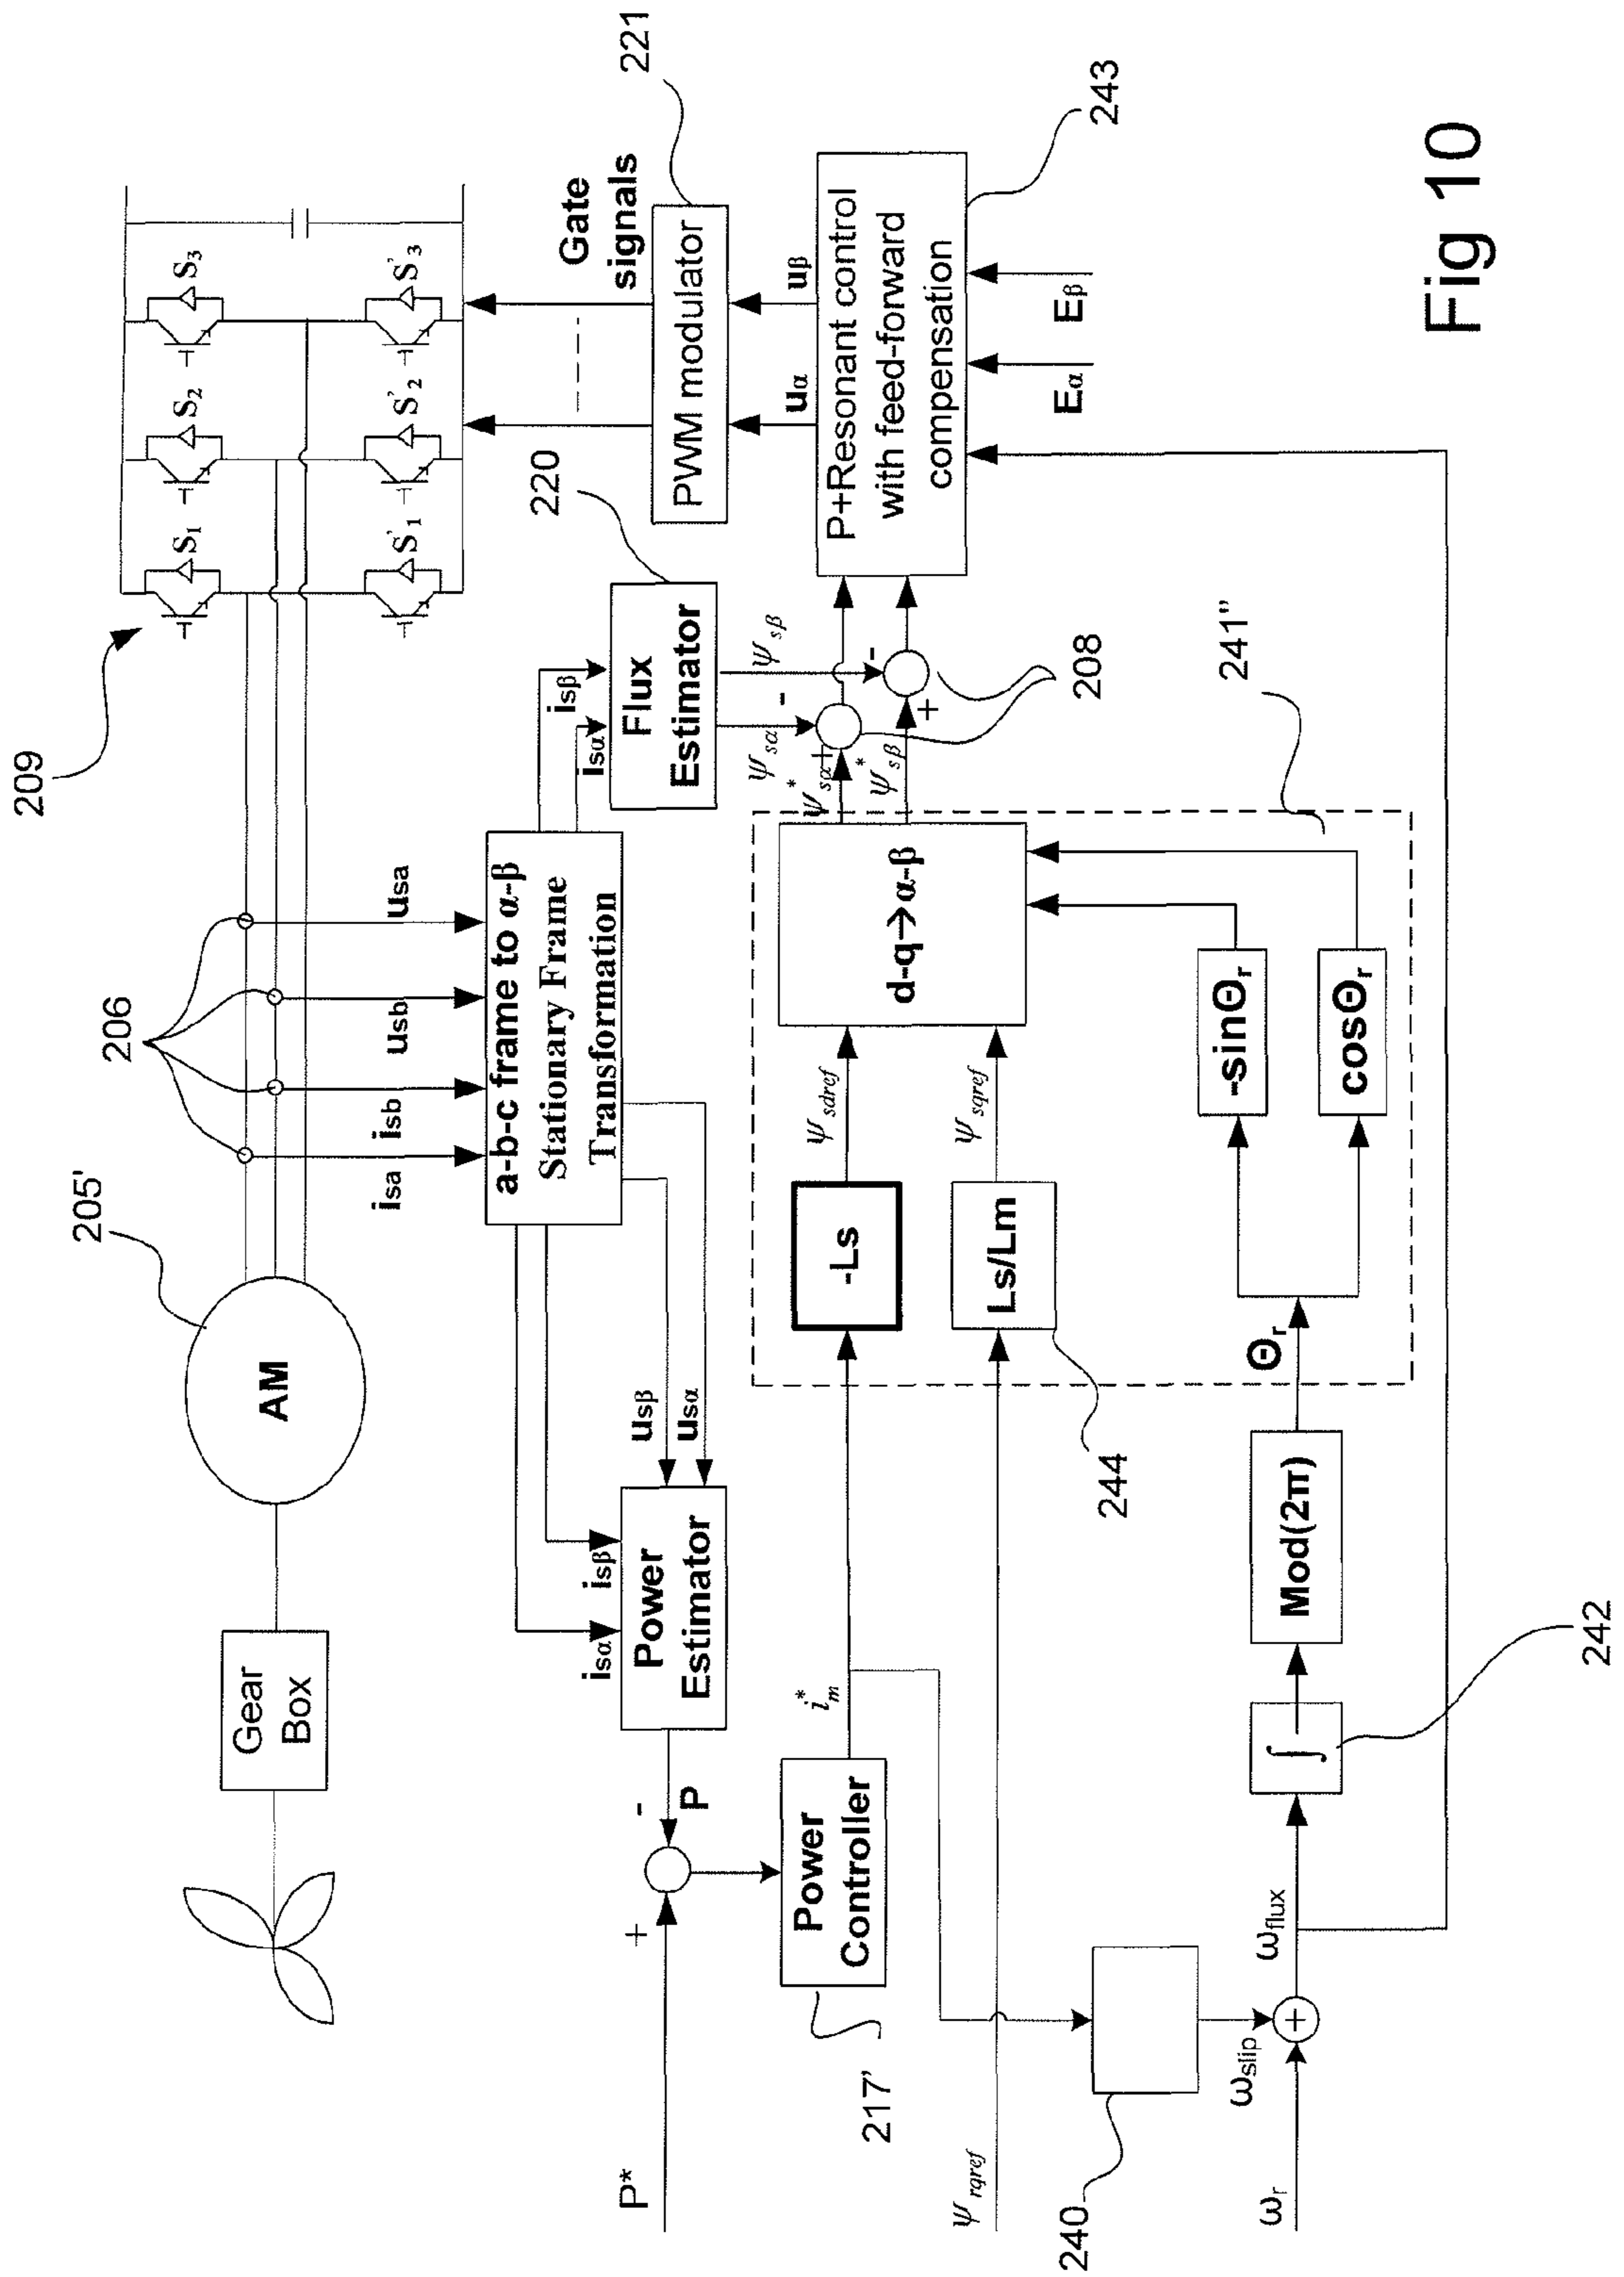 209
S₁
S₂
S₃
S'₁
S'₂
S'₃
205'
206
AM
Gear
Box
isa
isb
usb
usa
a-b-c frame to α-β
Stationary Frame
Transformation
isβ
isα
220
Flux
Estimator
221
Gate
signals
PWM modulator
uα
uβ
P+Resonant control
with feed-forward
compensation
243
Eα
Eβ
isα
isβ
usβ
usα
Power
Estimator
P*
+
-
P
Power
Controller
217'
i*m
ψsα
ψsβ
-
-
ψ*sα
+
ψ*sβ
+
208
241"
-Ls
ψsdref
Ls/Lm
ψsqref
244
d-q→α-β
-sinΘr
cosΘr
Θr
Mod(2π)
∫
242
ψrqref
240
ωslip
ωr
+
ωflux
Fig 10